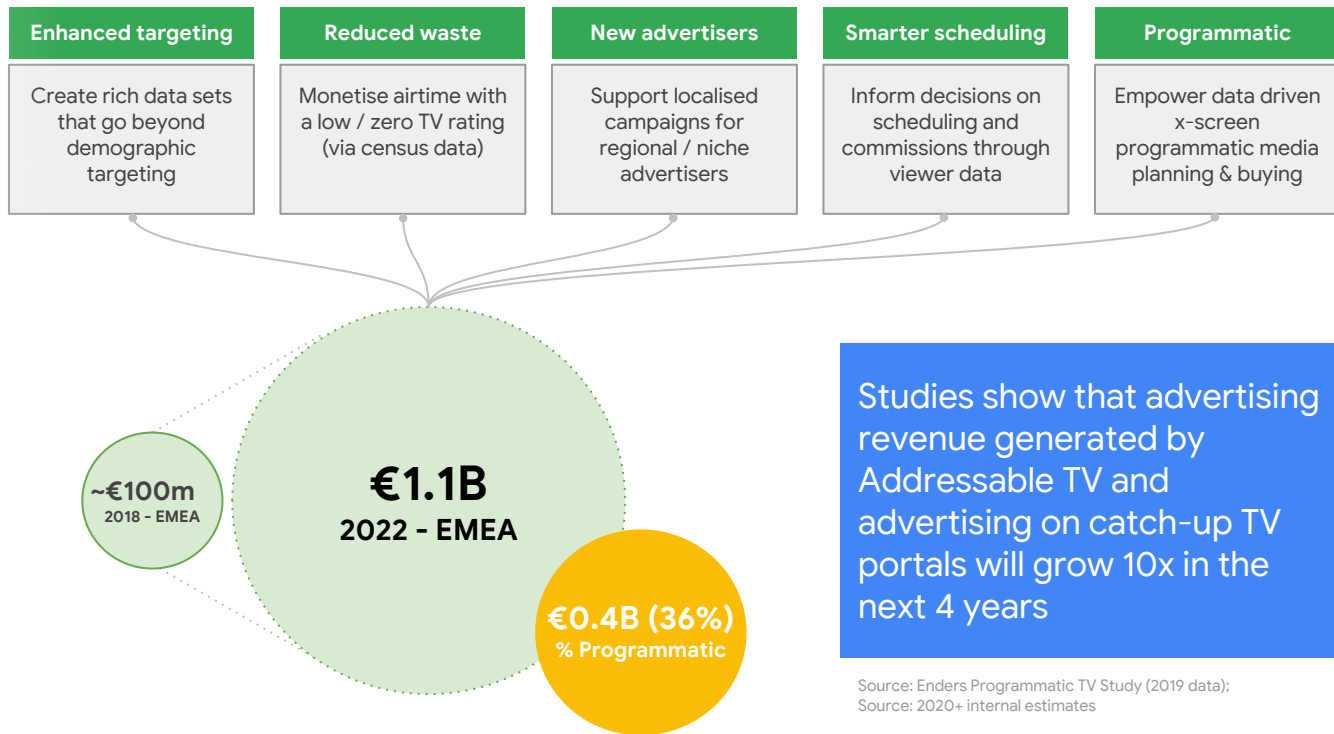 Enhanced targeting
Create rich data sets
that go beyond
demographic
targeting
Reduced waste
Monetise airtime with
a low / zero TV rating
(via census data)
New advertisers
Support localised
campaigns for
regional / niche
advertisers
Smarter scheduling
Inform decisions on
scheduling and
commissions through
viewer data
Programmatic
Empower data driven
x-screen
programmatic media
planning & buying
~€100m
2018 - EMEA
€1.1B
2022 - EMEA
€0.4B (36%)
% Programmatic
Studies show that advertising
revenue generated by
Addressable TV and
advertising on catch-up TV
portals will grow 10x in the
next 4 years
Source: Enders Programmatic TV Study (2019 data);
Source: 2020+ internal estimates